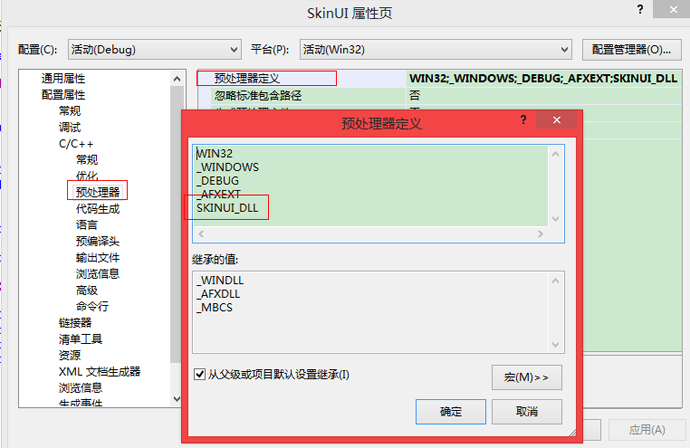 SkinUI 属性页
?
配置(C): 活动(Debug) 平台(P): 活动(Win32) 配置管理器(O)...
通用属性
配置属性
常规
调试
C/C++
常规
优化
预处理器
代码生成
语言
预编译头
输出文件
浏览信息
高级
命令行
链接器
清单工具
资源
XML 文档生成器
浏览信息
生成事件
预处理器定义 WIN32;_WINDOWS;_DEBUG;_AFXEXT;SKINUI_DLL
忽略标准包含路径 否
预处理器定义
?
WIN32
_WINDOWS
_DEBUG
_AFXEXT
SKINUI_DLL
继承的值:
_WINDLL
_AFXDLL
_MBCS
从父级或项目默认设置继承(I)
宏(M)>>
确定 取消
应用(A)